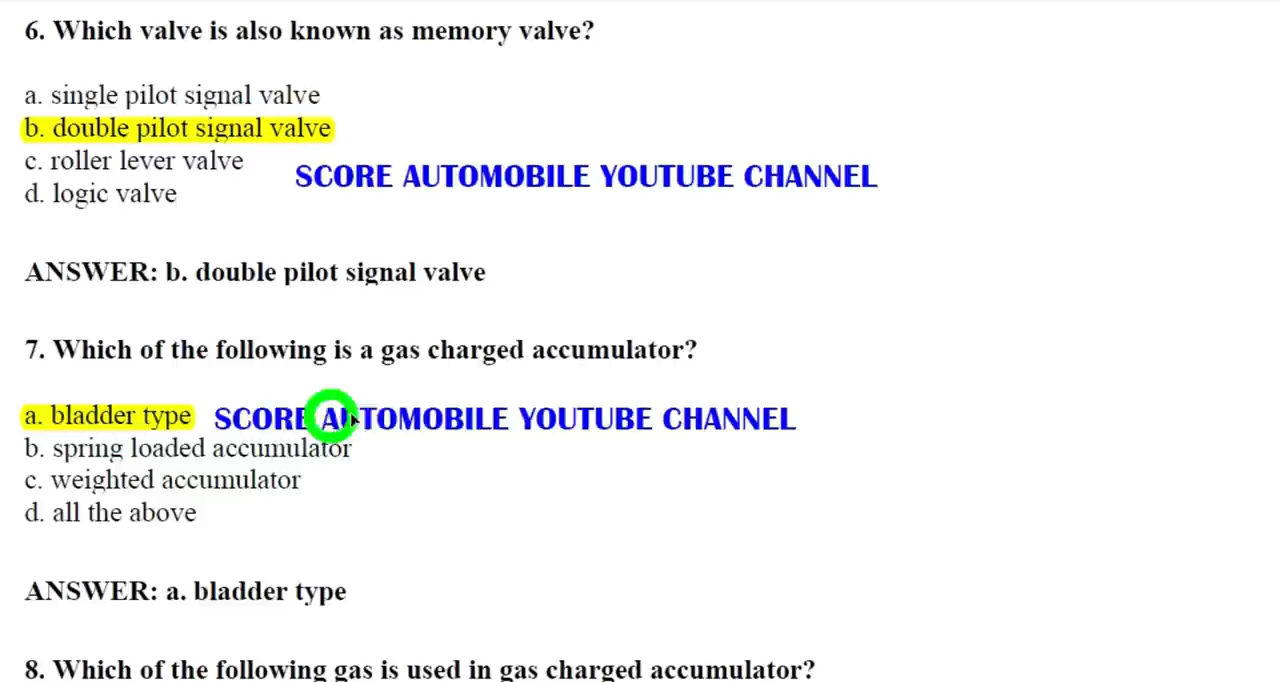 6. Which valve is also known as memory valve?
a. single pilot signal valve
b. double pilot signal valve
c. roller lever valve
SCORE AUTOMOBILE YOUTUBE CHANNEL
d. logic valve
ANSWER: b. double pilot signal valve
7. Which of the following is a gas charged accumulator?
a. bladder type SCORE AUTOMOBILE YOUTUBE CHANNEL
b. spring loaded accumulator
c. weighted accumulator
d. all the above
ANSWER: a. bladder type
8. Which of the following gas is used in gas charged accumulator?